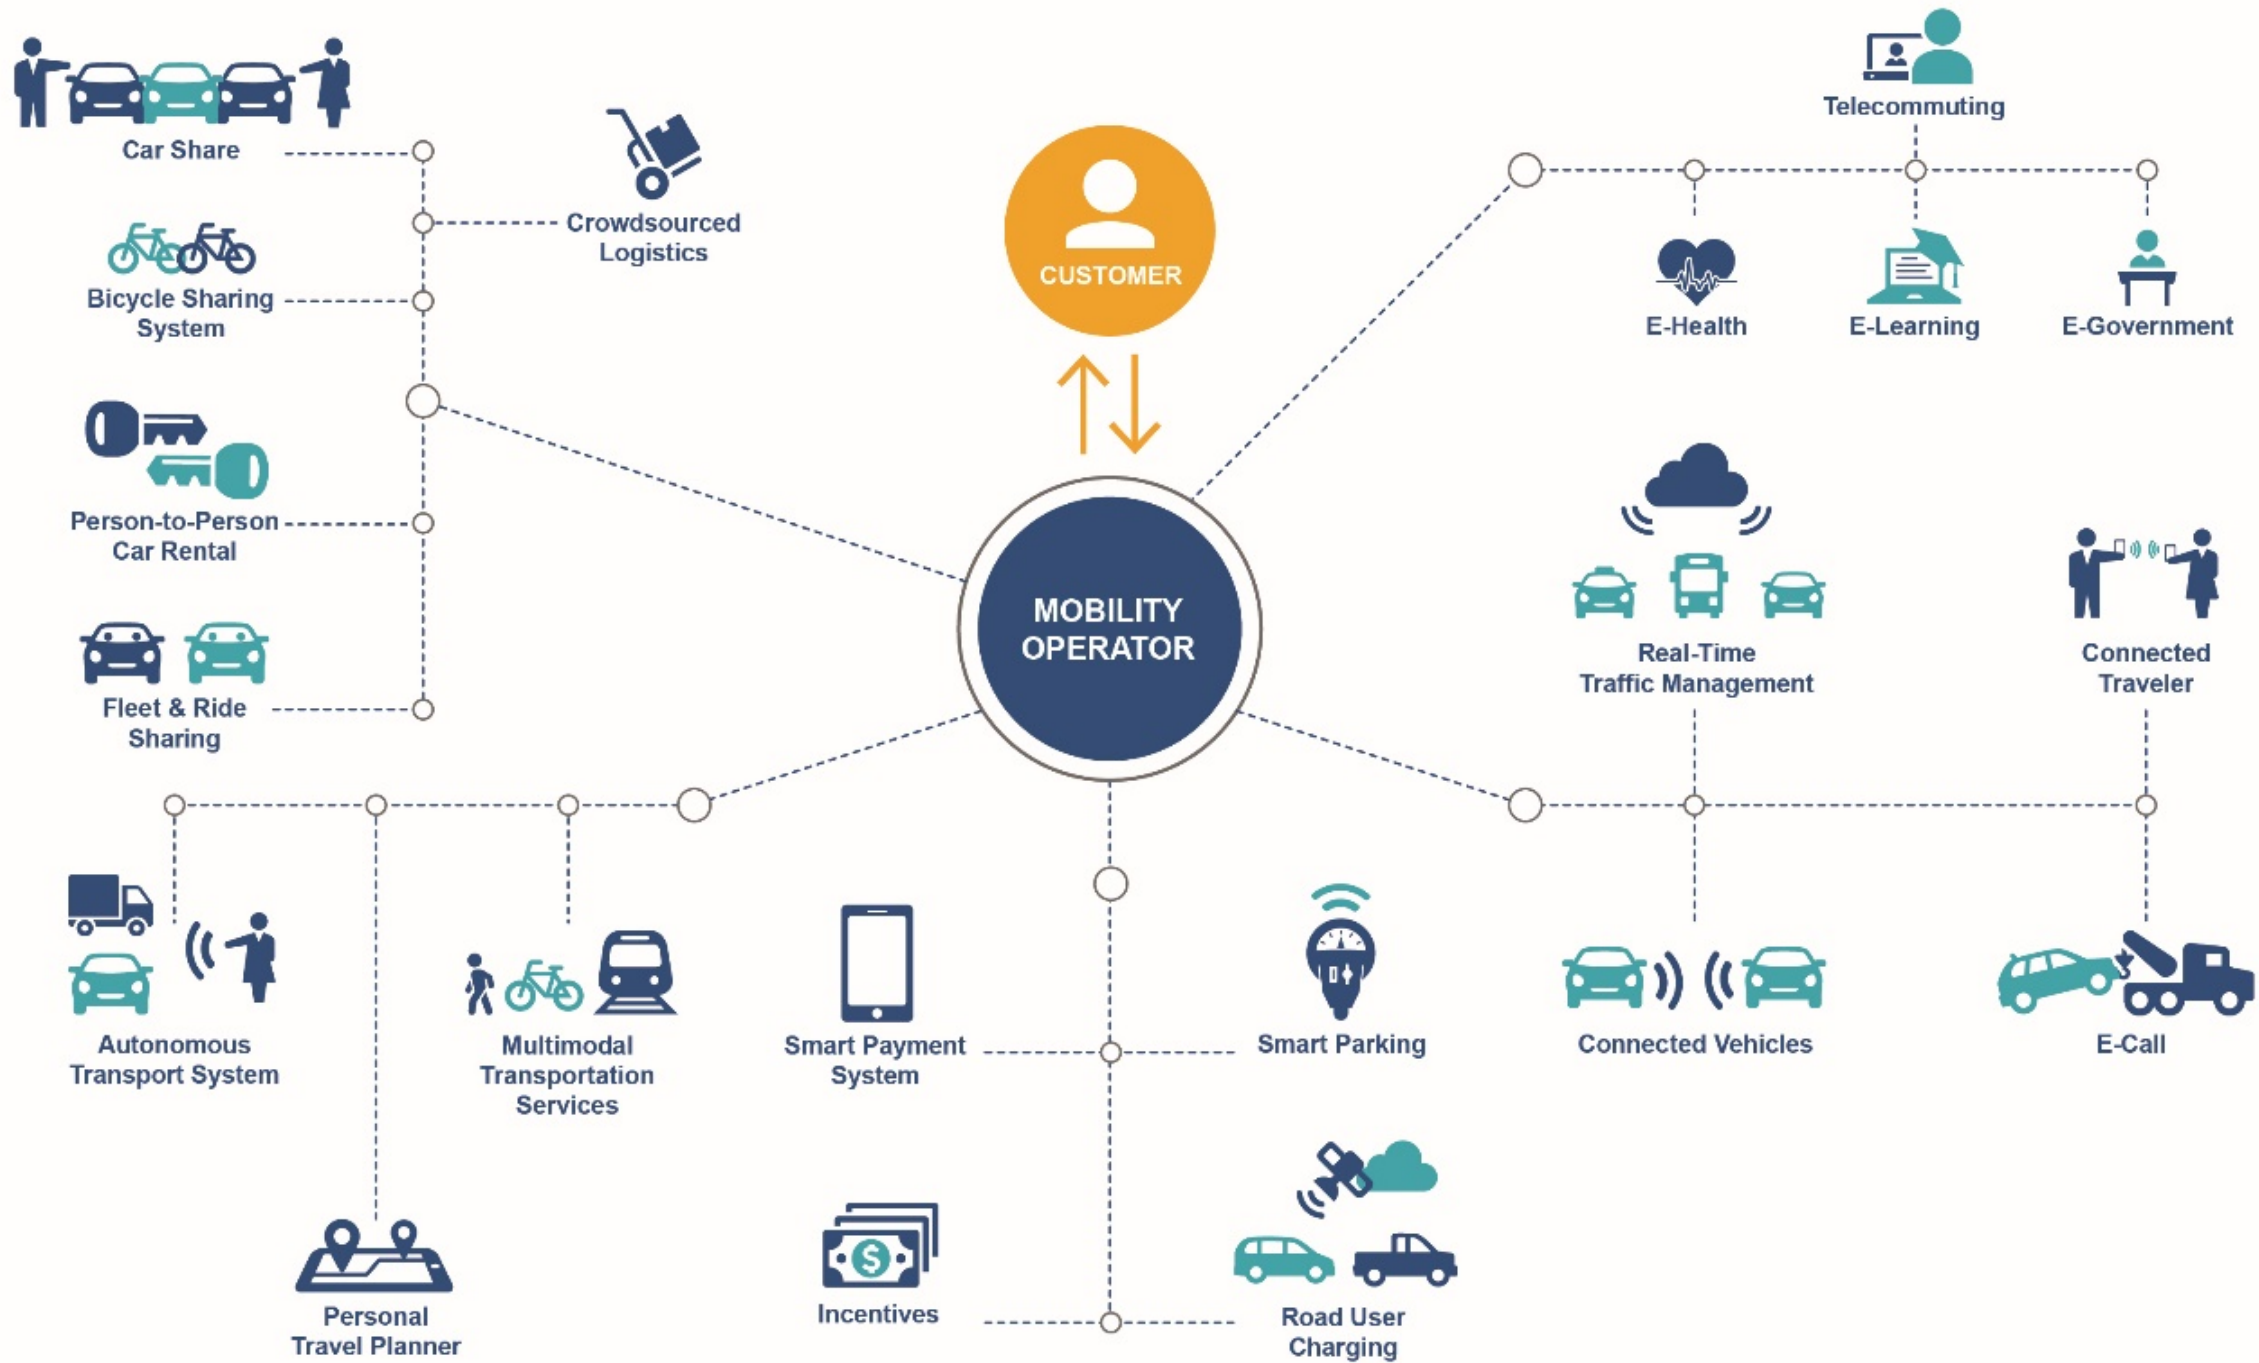 Car Share
Crowdsourced
Logistics
Bicycle Sharing
System
Person-to-Person
Car Rental
Fleet & Ride
Sharing
CUSTOMER
MOBILITY
OPERATOR
Telecommuting
E-Health
E-Learning
E-Government
Real-Time
Traffic Management
Connected
Traveler
Connected Vehicles
E-Call
Autonomous
Transport System
Multimodal
Transportation
Services
Personal
Travel Planner
Smart Payment
System
Smart Parking
$
Incentives
Road User
Charging